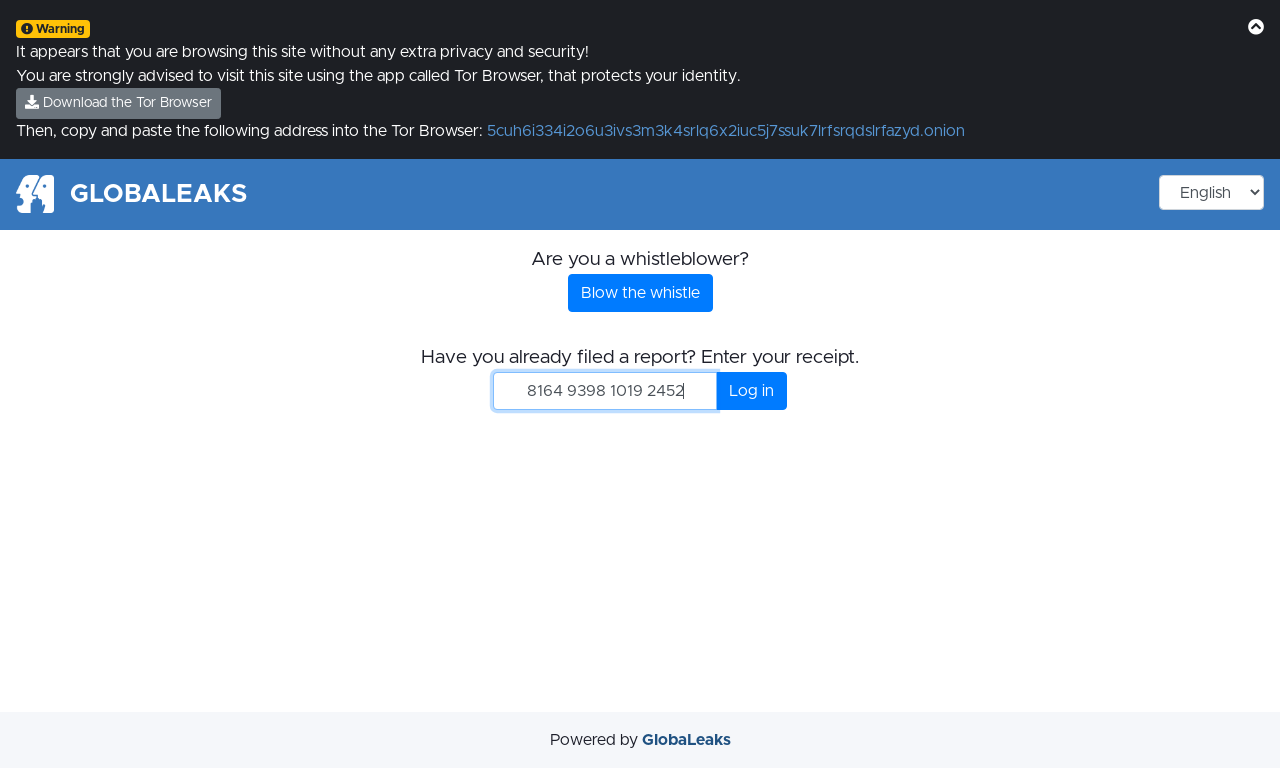 Warning
It appears that you are browsing this site without any extra privacy and security!
You are strongly advised to visit this site using the app called Tor Browser, that protects your identity.
Download the Tor Browser
Then, copy and paste the following address into the Tor Browser: 5cuh6i334i2o6u3ivs3m3k4srlq6x2iuc5j7ssuk7lrfsrqdslrfazyd.onion
GLOBALEAKS
English
Are you a whistleblower?
Blow the whistle
Have you already filed a report? Enter your receipt.
8164 9398 1019 2452
Log in
Powered by GlobaLeaks